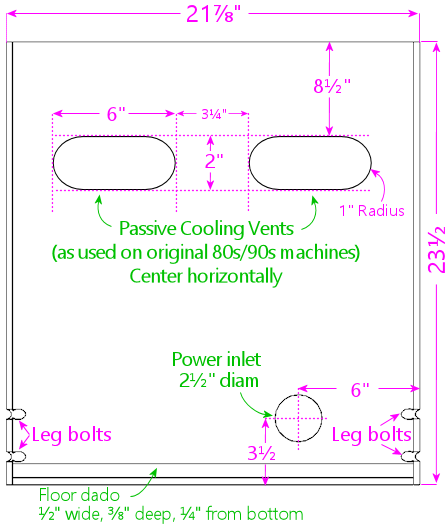 21⅞"
8½"
6"
3¼"
2"
1" Radius
Passive Cooling Vents
(as used on original 80s/90s machines)
Center horizontally
23½
Power inlet
2½" diam
6"
Leg bolts
3½
Leg bolts
Floor dado
½" wide, ⅜" deep, ¼" from bottom